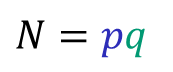 N = pq